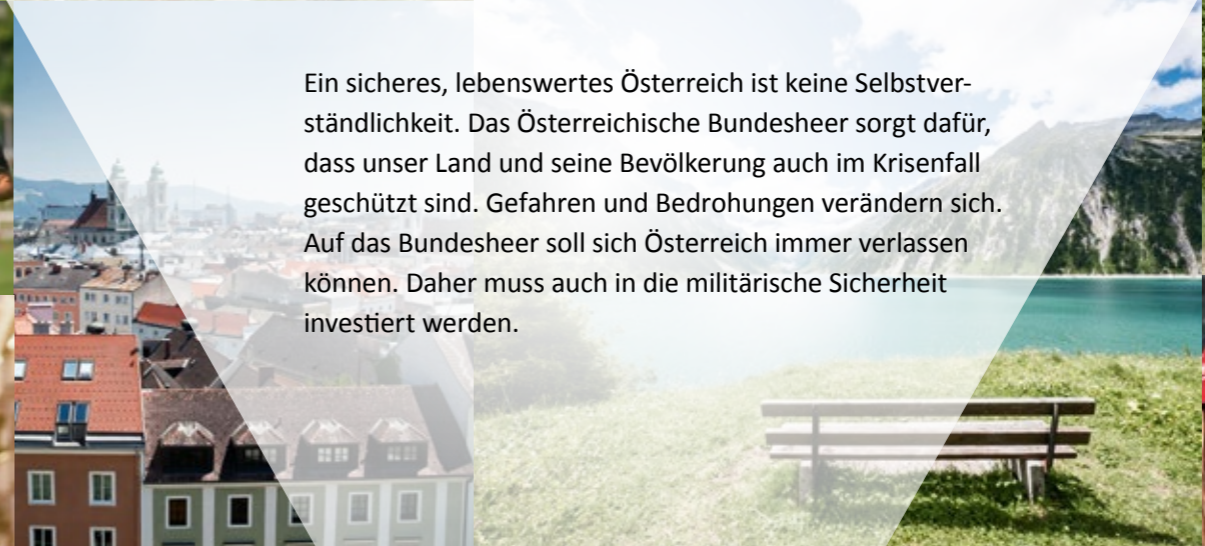 Ein sicheres, lebenswertes Österreich ist keine Selbstver-
ständlichkeit. Das Österreichische Bundesheer sorgt dafür,
dass unser Land und seine Bevölkerung auch im Krisenfall
geschützt sind. Gefahren und Bedrohungen verändern sich.
Auf das Bundesheer soll sich Österreich immer verlassen
können. Daher muss auch in die militärische Sicherheit
investiert werden.